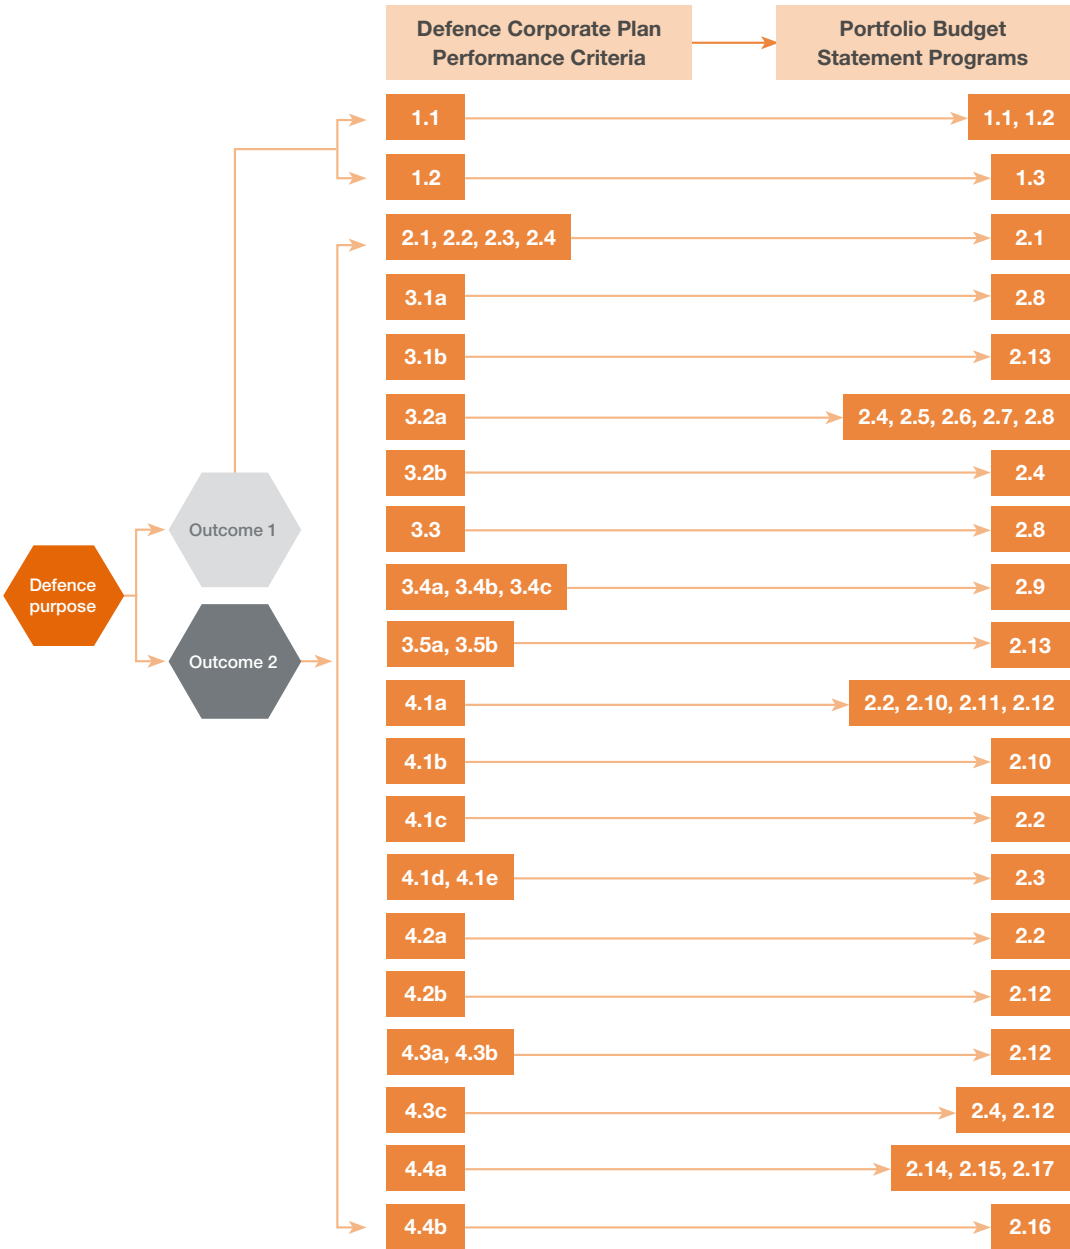 Defence Corporate Plan
Performance Criteria
Portfolio Budget
Statement Programs
1.1
1.1, 1.2
1.2
1.3
2.1, 2.2, 2.3, 2.4
2.1
3.1a
2.8
3.1b
2.13
3.2a
2.4, 2.5, 2.6, 2.7, 2.8
3.2b
2.4
Outcome 1
3.3
2.8
Defence
purpose
3.4a, 3.4b, 3.4c
2.9
3.5a, 3.5b
2.13
Outcome 2
4.1a
2.2, 2.10, 2.11, 2.12
4.1b
2.10
4.1c
2.2
4.1d, 4.1e
2.3
4.2a
2.2
4.2b
2.12
4.3a, 4.3b
2.12
4.3c
2.4, 2.12
4.4a
2.14, 2.15, 2.17
4.4b
2.16